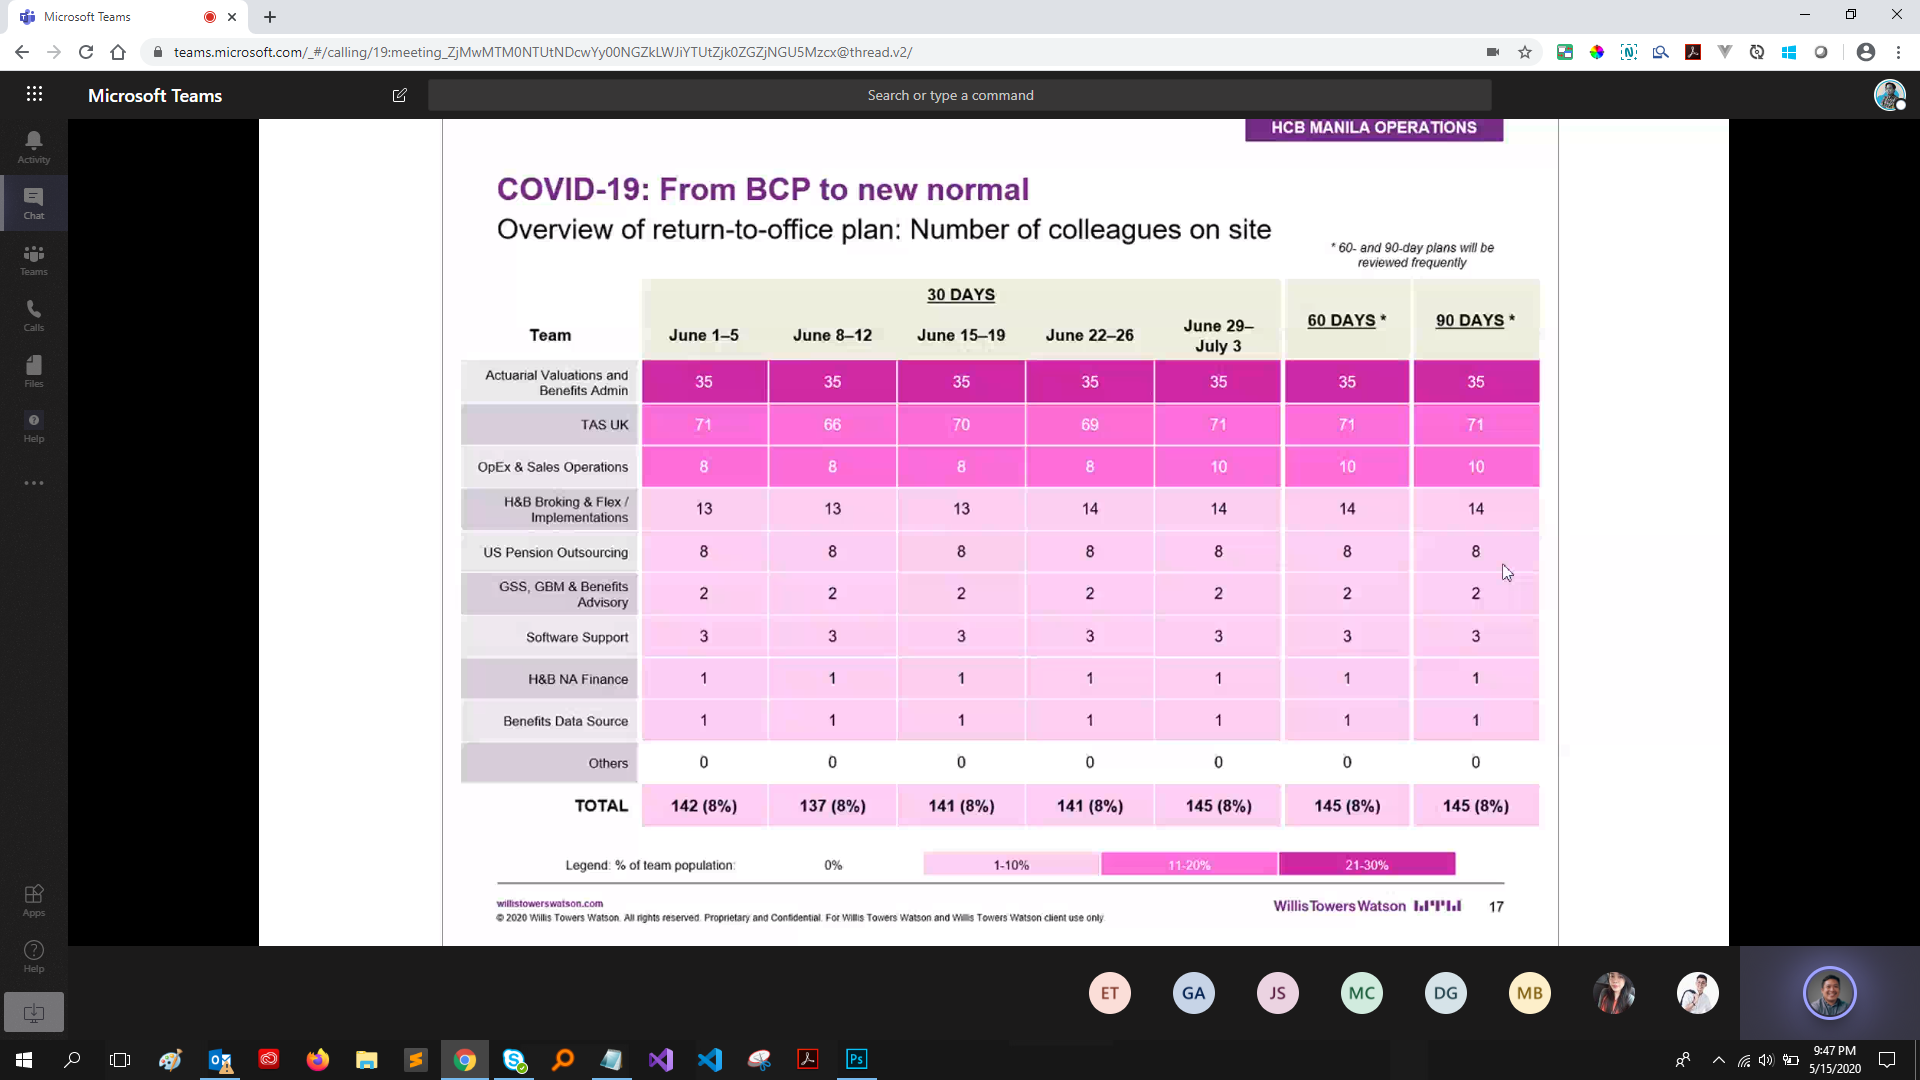 Microsoft Teams
teams.microsoft.com/_#/calling/19:meeting_ZjMwMTM0NTUtNDcwYy00NGZkLWJiYTUtZjk0ZGZjNGU5Mzcx@thread.v2/
Microsoft Teams
Search or type a command
Activity
Chat
Teams
Calls
Files
Help
Apps
Help
HCB MANILA OPERATIONS
COVID-19: From BCP to new normal
Overview of return-to-office plan: Number of colleagues on site
* 60- and 90-day plans will be
reviewed frequently
30 DAYS
Team June 1–5 June 8–12 June 15–19 June 22–26 June 29–July 3 60 DAYS * 90 DAYS *
Actuarial Valuations and
Benefits Admin 35 35 35 35 35 35 35
TAS UK 71 66 70 69 71 71 71
OpEx & Sales Operations 8 8 8 8 10 10 10
H&B Broking & Flex /
Implementations 13 13 13 14 14 14 14
US Pension Outsourcing 8 8 8 8 8 8 8
GSS, GBM & Benefits
Advisory 2 2 2 2 2 2 2
Software Support 3 3 3 3 3 3 3
H&B NA Finance 1 1 1 1 1 1 1
Benefits Data Source 1 1 1 1 1 1 1
Others 0 0 0 0 0 0 0
TOTAL 142 (8%) 137 (8%) 141 (8%) 141 (8%) 145 (8%) 145 (8%) 145 (8%)
Legend: % of team population: 0% 1-10% 11-20% 21-30%
willistowerswatson.com
© 2020 Willis Towers Watson. All rights reserved. Proprietary and Confidential. For Willis Towers Watson and Willis Towers Watson client use only.
Willis Towers Watson 17
ET GA JS MC DG MB
9:47 PM
5/15/2020